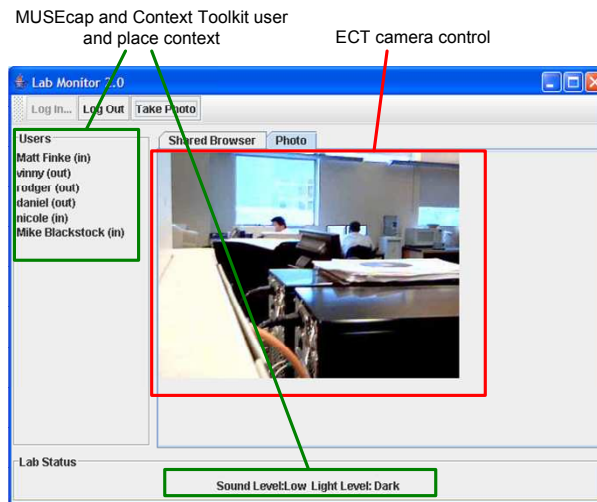 MUSEcap and Context Toolkit user
and place context
ECT camera control
Lab Monitor 2.0
Log In... Log Out Take Photo
Users
Shared Browser Photo
Matt Finke (in)
vinny (out)
rodger (out)
daniel (out)
nicole (in)
Mike Blackstock (in)
Lab Status
Sound Level:Low Light Level: Dark